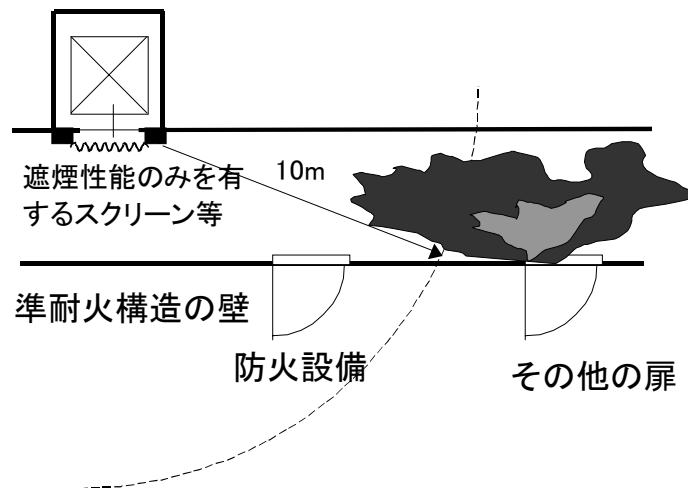 10m
遮煙性能のみを有
するスクリーン等
準耐火構造の壁
防火設備
その他の扉